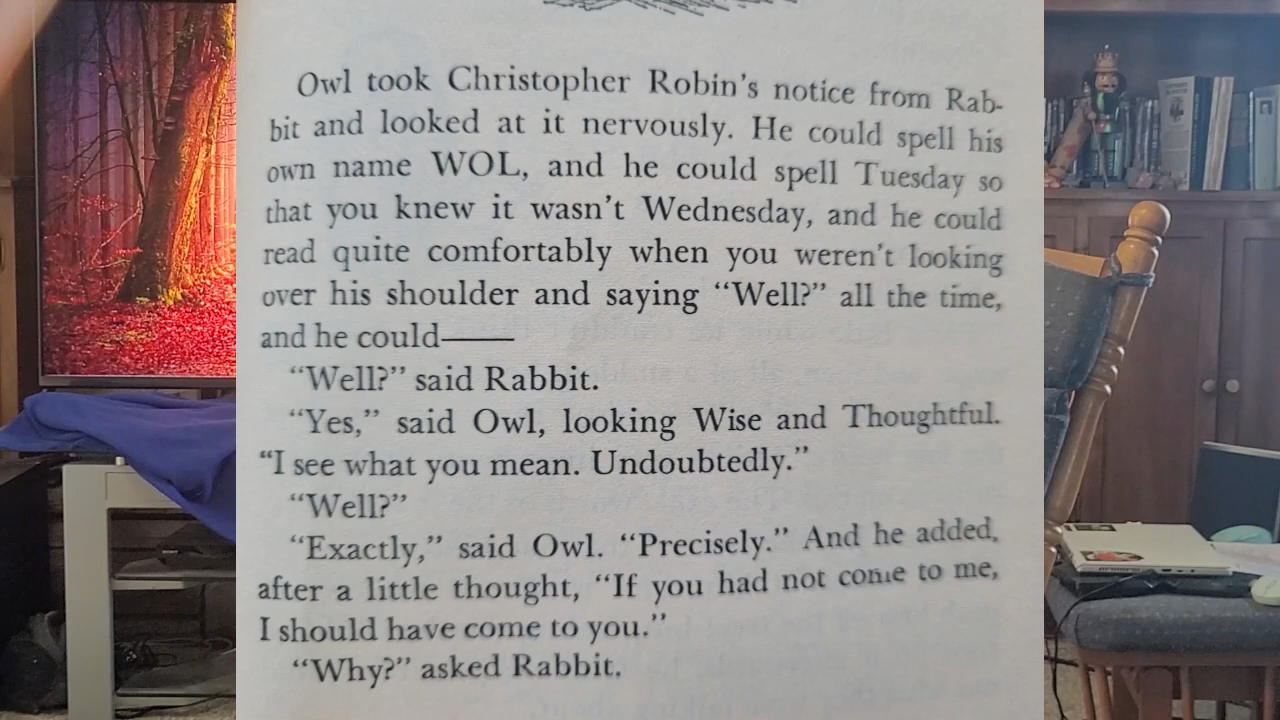 Owl took Christopher Robin's notice from Rab-
bit and looked at it nervously. He could spell his
own name WOL, and he could spell Tuesday so
that you knew it wasn't Wednesday, and he could
read quite comfortably when you weren't looking
over his shoulder and saying “Well?” all the time,
and he could——
“Well?” said Rabbit.
“Yes,” said Owl, looking Wise and Thoughtful.
“I see what you mean. Undoubtedly.”
“Well?”
“Exactly,” said Owl. “Precisely.” And he added,
after a little thought, “If you had not come to me,
I should have come to you.”
“Why?” asked Rabbit.